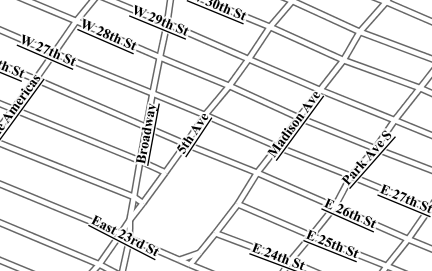 W 30th St
W 29th St
W 28th St
W 27th St
th St
e Americas
Broadway
5th Ave
Madison Ave
Park Ave S
E 27th St
E 26th St
East 23rd St
E 25th St
E 24th St